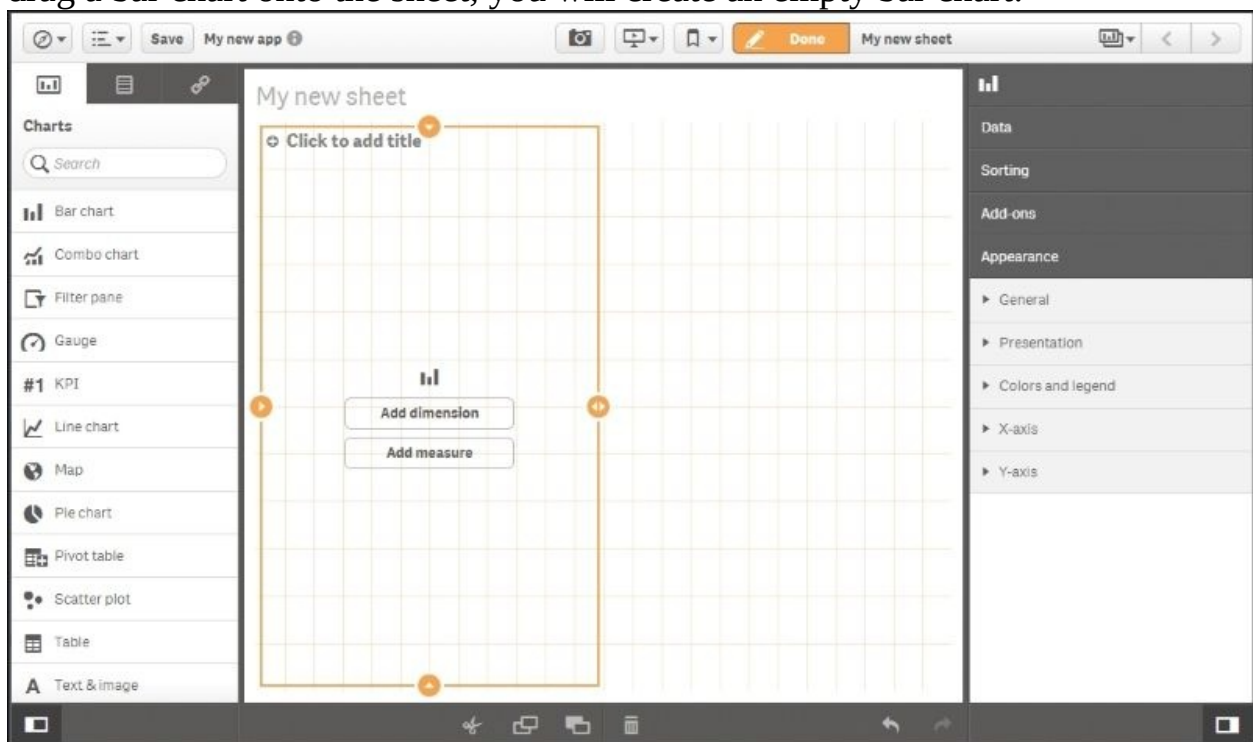 drag a bar chart onto the sheet, you will create an empty bar chart.
Save My new app
Done My new sheet
Charts
Search
Bar chart
Combo chart
Filter pane
Gauge
#1 KPI
Line chart
Map
Pie chart
Pivot table
Scatter plot
Table
A Text & image
My new sheet
Click to add title
Add dimension
Add measure
Data
Sorting
Add-ons
Appearance
General
Presentation
Colors and legend
X-axis
Y-axis